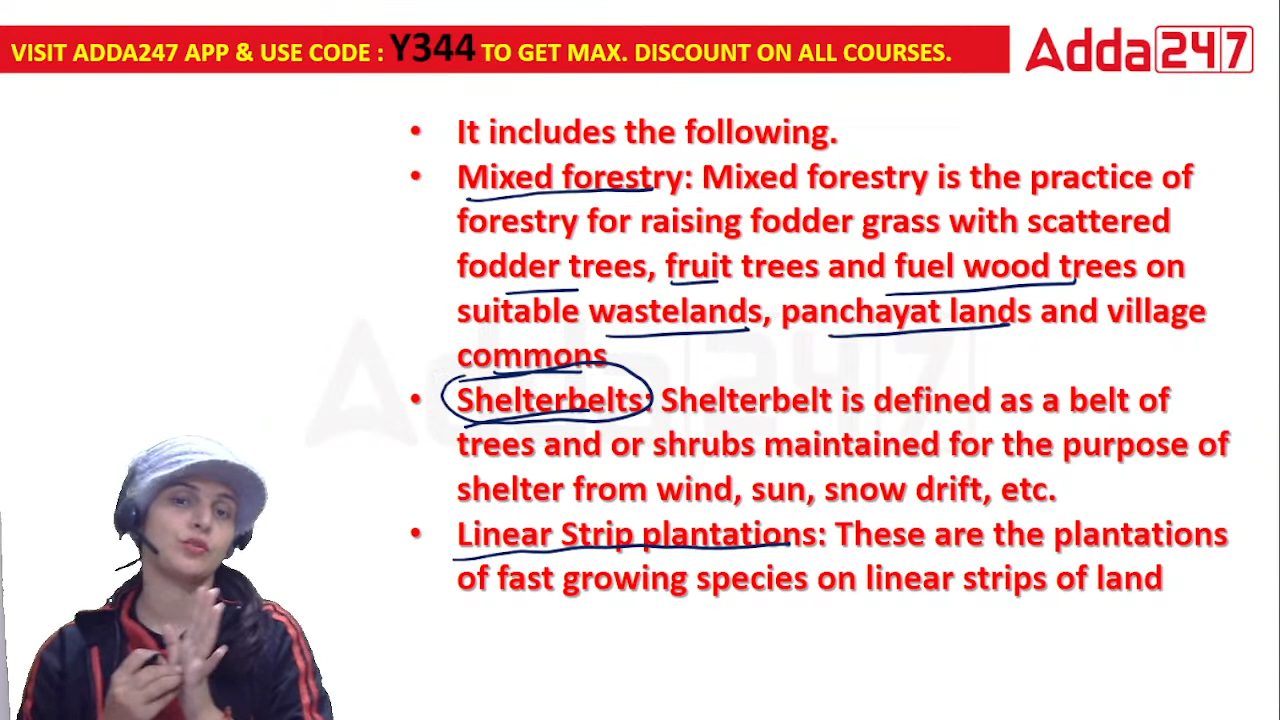 VISIT ADDA247 APP & USE CODE : Y344 TO GET MAX. DISCOUNT ON ALL COURSES.
Adda247
• It includes the following.
• Mixed forestry: Mixed forestry is the practice of
forestry for raising fodder grass with scattered
fodder trees, fruit trees and fuel wood trees on
suitable wastelands, panchayat lands and village
commons
• Shelterbelts: Shelterbelt is defined as a belt of
trees and or shrubs maintained for the purpose of
shelter from wind, sun, snow drift, etc.
• Linear Strip plantations: These are the plantations
of fast growing species on linear strips of land